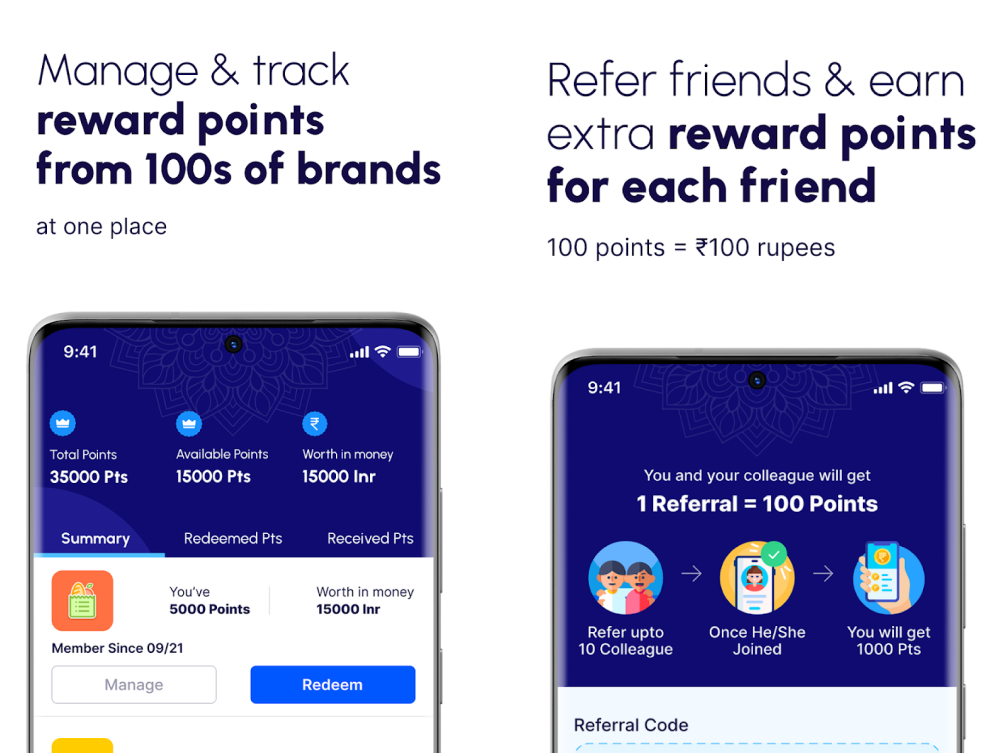 Manage & track
reward points
from 100s of brands
at one place
9:41
Total Points
35000 Pts
Available Points
15000 Pts
Worth in money
15000 Inr
Summary
Redeemed Pts
Received Pts
You've
5000 Points
Worth in money
15000 Inr
Member Since 09/21
Manage
Redeem
Refer friends & earn
extra reward points
for each friend
100 points = ₹100 rupees
9:41
You and your colleague will get
1 Referral = 100 Points
Refer upto
10 Colleague
Once He/She
Joined
You will get
1000 Pts
Referral Code